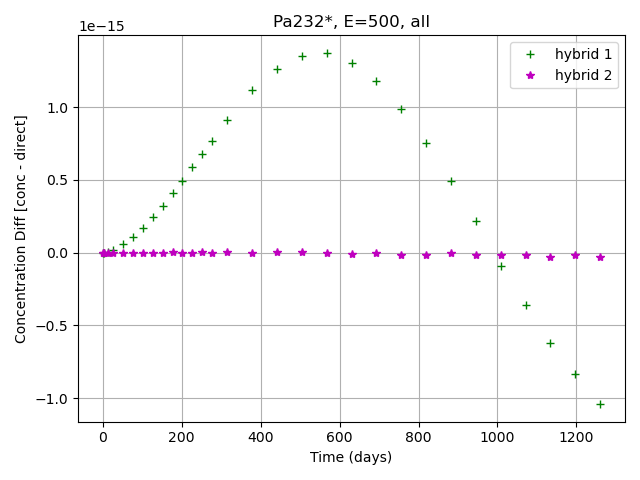 Pa232*, E=500, all
1e−15
hybrid 1
hybrid 2
1.0
0.5
0.0
−0.5
−1.0
Concentration Diff [conc - direct]
0 200 400 600 800 1000 1200
Time (days)